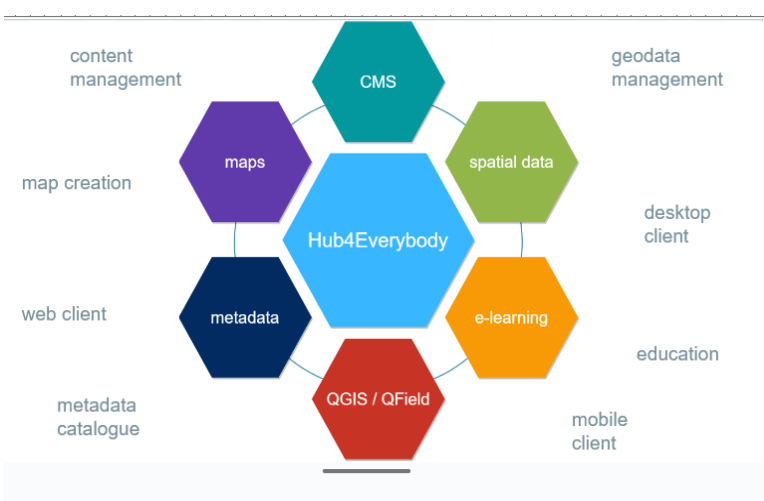 content
management
CMS
geodata
management
maps
spatial data
map creation
desktop
client
Hub4Everybody
web client
metadata
e-learning
education
QGIS / QField
metadata
catalogue
mobile
client